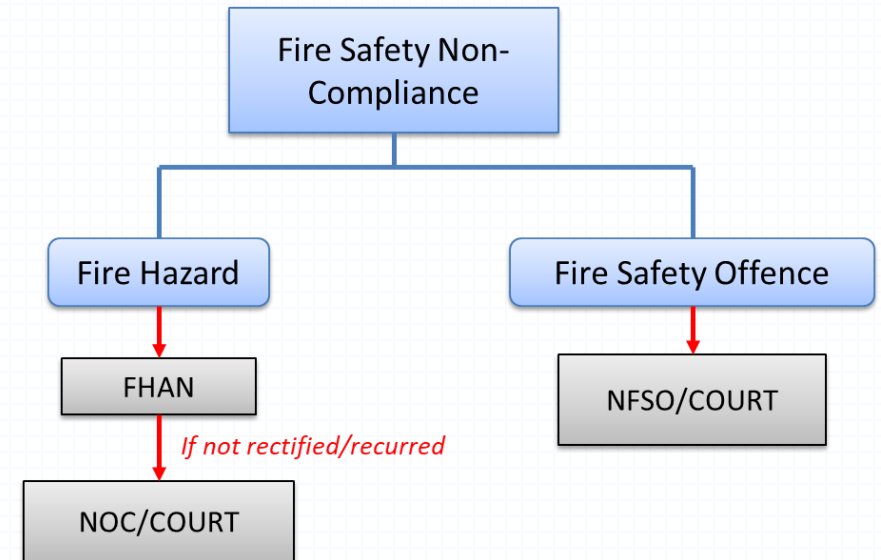 Fire Safety Non-
Compliance
Fire Hazard
Fire Safety Offence
FHAN
NFSO/COURT
If not rectified/recurred
NOC/COURT